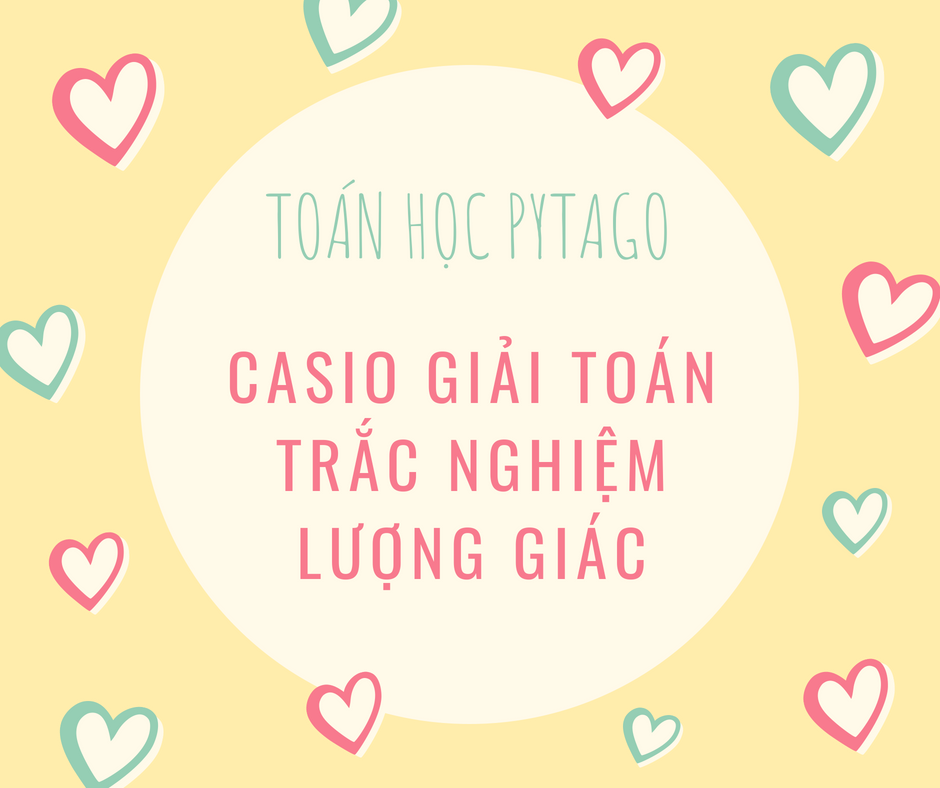 TOÁN HỌC PYTAGO
CASIO GIẢI TOÁN
TRẮC NGHIỆM
LƯỢNG GIÁC